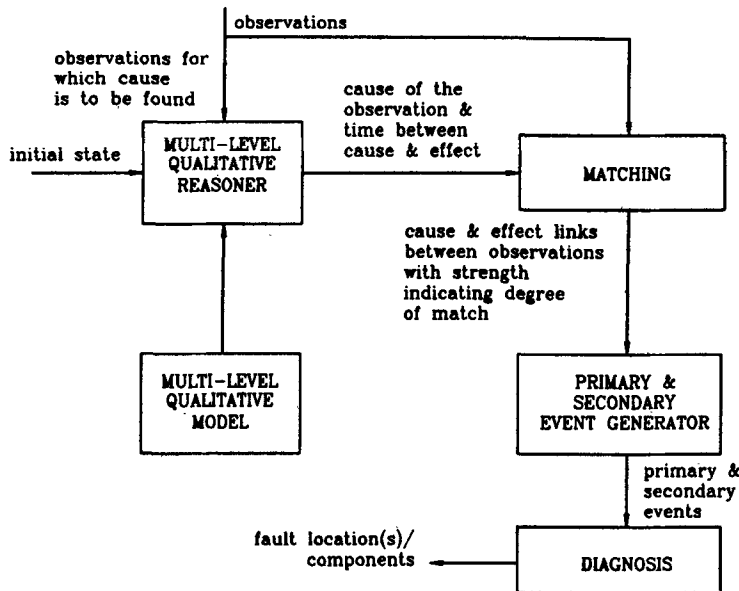 observations
observations for
which cause
is to be found
cause of the
observation &
time between
cause & effect
initial state
MULTI-LEVEL
QUALITATIVE
REASONER
MATCHING
cause & effect links
between observations
with strength
indicating degree
of match
MULTI-LEVEL
QUALITATIVE
MODEL
PRIMARY &
SECONDARY
EVENT GENERATOR
primary &
secondary
events
fault location(s)/
components
DIAGNOSIS